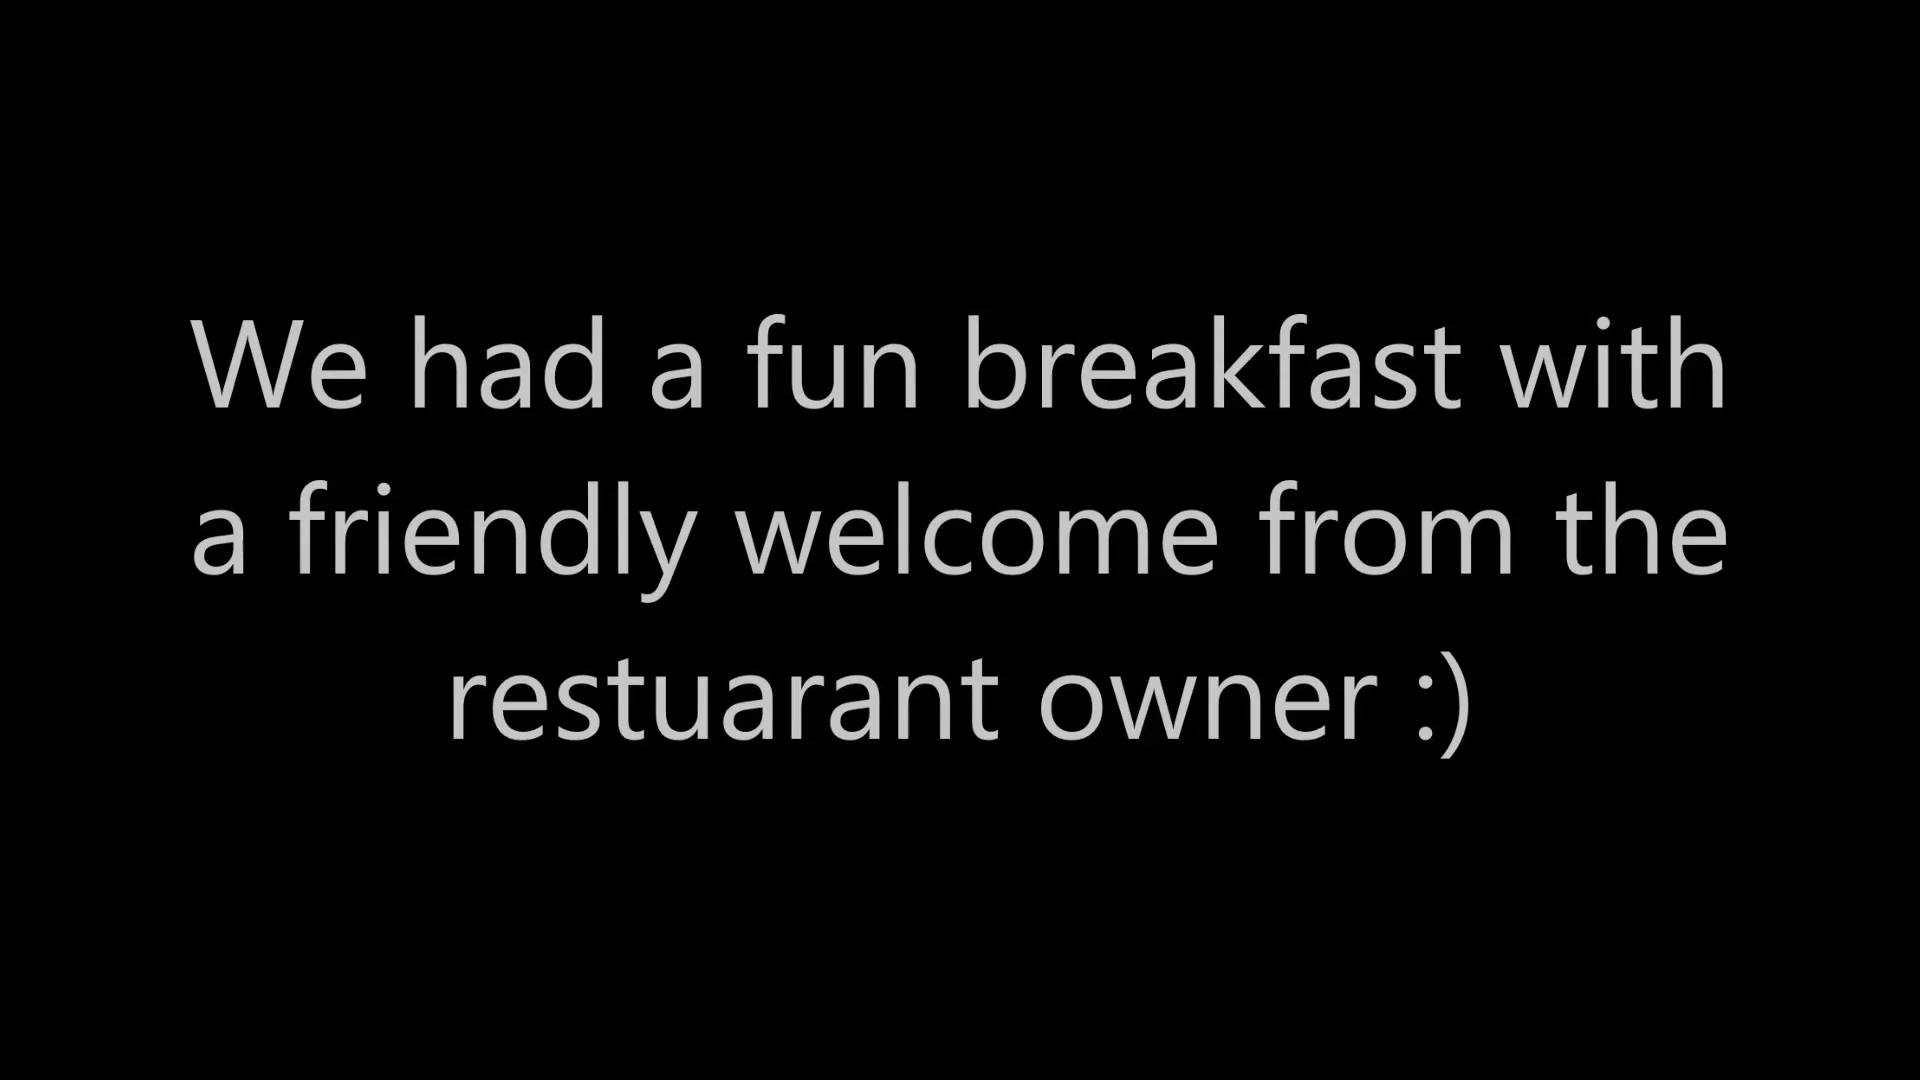 We had a fun breakfast with
a friendly welcome from the
restuarant owner :)